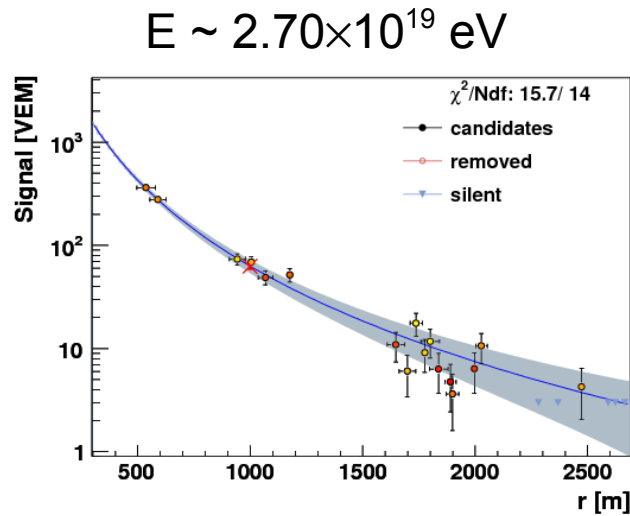 E ~ 2.70×10¹⁹ eV
χ²/Ndf: 15.7/ 14
candidates
removed
silent
Signal [VEM]
10³
10²
10
1
500
1000
1500
2000
2500
r [m]